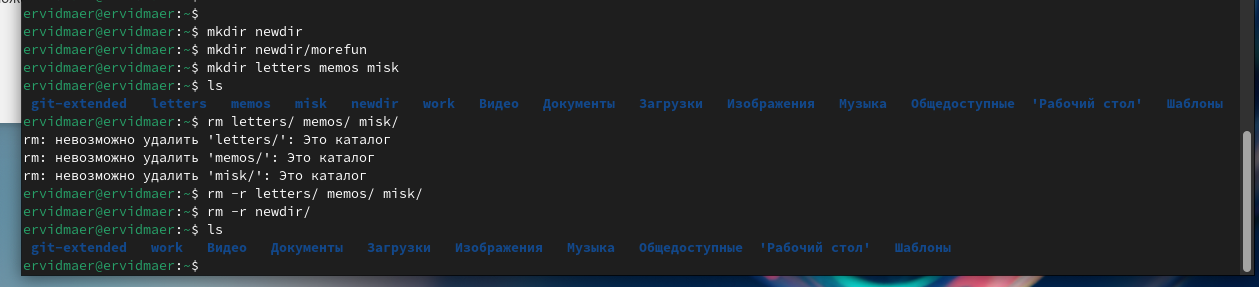 ervidmaer@ervidmaer:~$
ervidmaer@ervidmaer:~$ mkdir newdir
ervidmaer@ervidmaer:~$ mkdir newdir/morefun
ervidmaer@ervidmaer:~$ mkdir letters memos misk
ervidmaer@ervidmaer:~$ ls
git-extended letters memos misk newdir work Видео Документы Загрузки Изображения Музыка Общедоступные 'Рабочий стол' Шаблоны
ervidmaer@ervidmaer:~$ rm letters/ memos/ misk/
rm: невозможно удалить 'letters/': Это каталог
rm: невозможно удалить 'memos/': Это каталог
rm: невозможно удалить 'misk/': Это каталог
ervidmaer@ervidmaer:~$ rm -r letters/ memos/ misk/
ervidmaer@ervidmaer:~$ rm -r newdir/
ervidmaer@ervidmaer:~$ ls
git-extended work Видео Документы Загрузки Изображения Музыка Общедоступные 'Рабочий стол' Шаблоны
ervidmaer@ervidmaer:~$